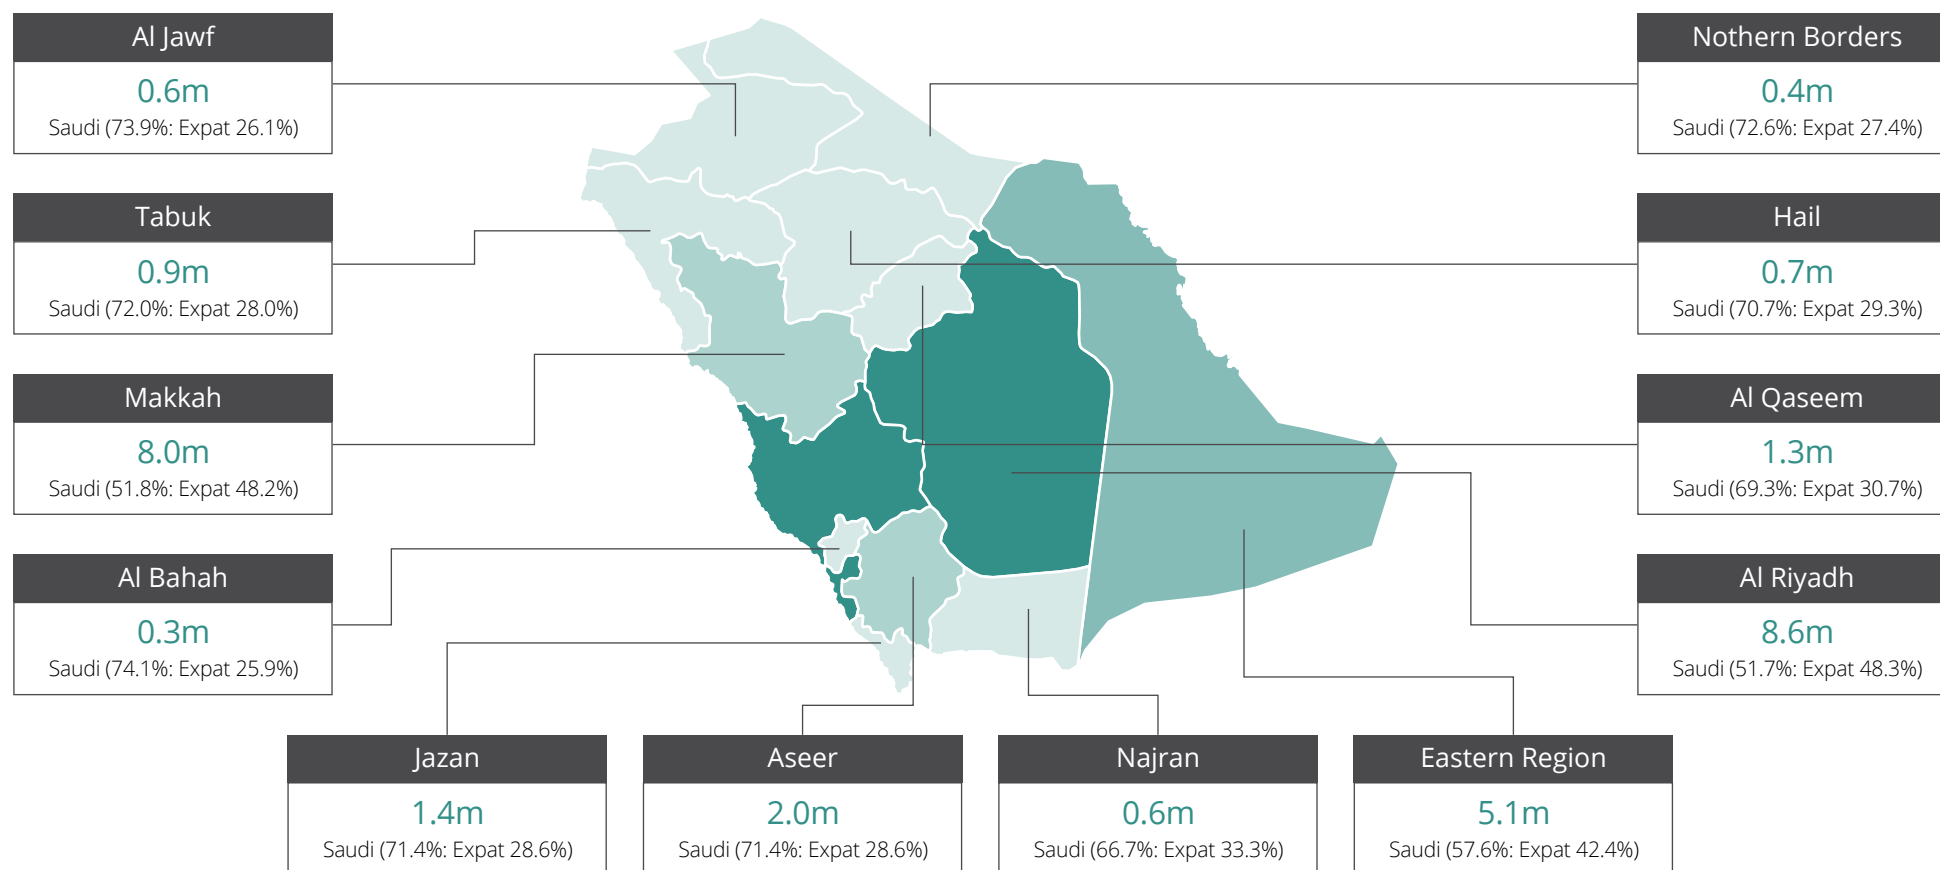 Al Jawf
0.6m
Saudi (73.9%: Expat 26.1%)
Tabuk
0.9m
Saudi (72.0%: Expat 28.0%)
Makkah
8.0m
Saudi (51.8%: Expat 48.2%)
Al Bahah
0.3m
Saudi (74.1%: Expat 25.9%)
Nothern Borders
0.4m
Saudi (72.6%: Expat 27.4%)
Hail
0.7m
Saudi (70.7%: Expat 29.3%)
Al Qaseem
1.3m
Saudi (69.3%: Expat 30.7%)
Al Riyadh
8.6m
Saudi (51.7%: Expat 48.3%)
Jazan
1.4m
Saudi (71.4%: Expat 28.6%)
Aseer
2.0m
Saudi (71.4%: Expat 28.6%)
Najran
0.6m
Saudi (66.7%: Expat 33.3%)
Eastern Region
5.1m
Saudi (57.6%: Expat 42.4%)